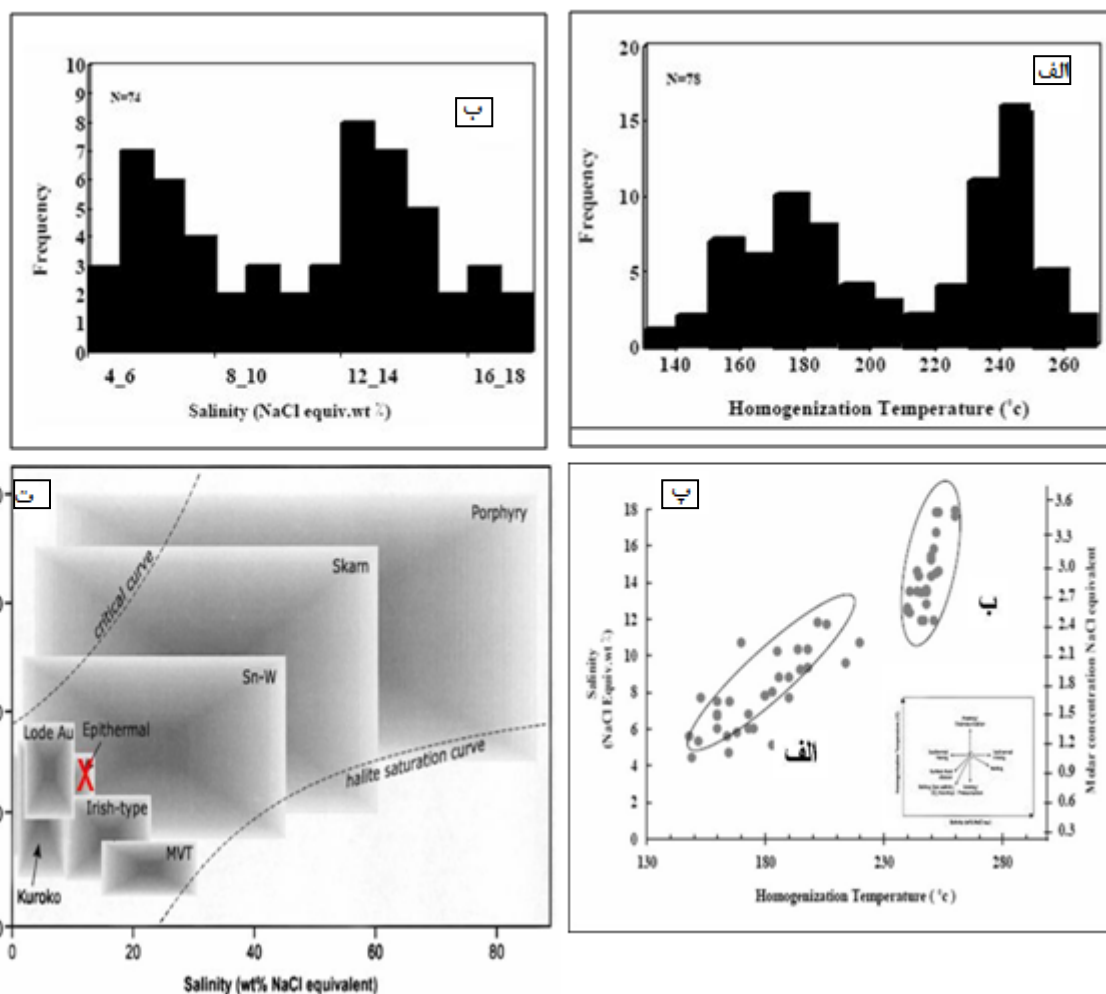 ب
N=74
Frequency
10
9
8
7
6
5
4
3
2
1
0
4_6 8_10 12_14 16_18
Salinity (NaCl equiv.wt %)
الف
N=78
Frequency
20
15
10
5
0
140 160 180 200 220 240 260
Homogenization Temperature (°c)
ت
Porphyry
Skam
critical curve
Sn-W
Lode Au
Epithermal
halite saturation curve
Irish-type
MVT
Kuroko
0 20 40 60 80
Salinity (wt% NaCl equivalent)
پ
Salinity
(NaCl Equiv.wt %)
18
16
14
12
10
8
6
4
2
0
ب
الف
3.6
3.3
3.0
2.7
2.4
2.1
1.8
1.5
1.2
0.9
0.6
0.3
Molar conccentration NaCl equivalent
130 180 230 280
Homogenization Temperature (°c)